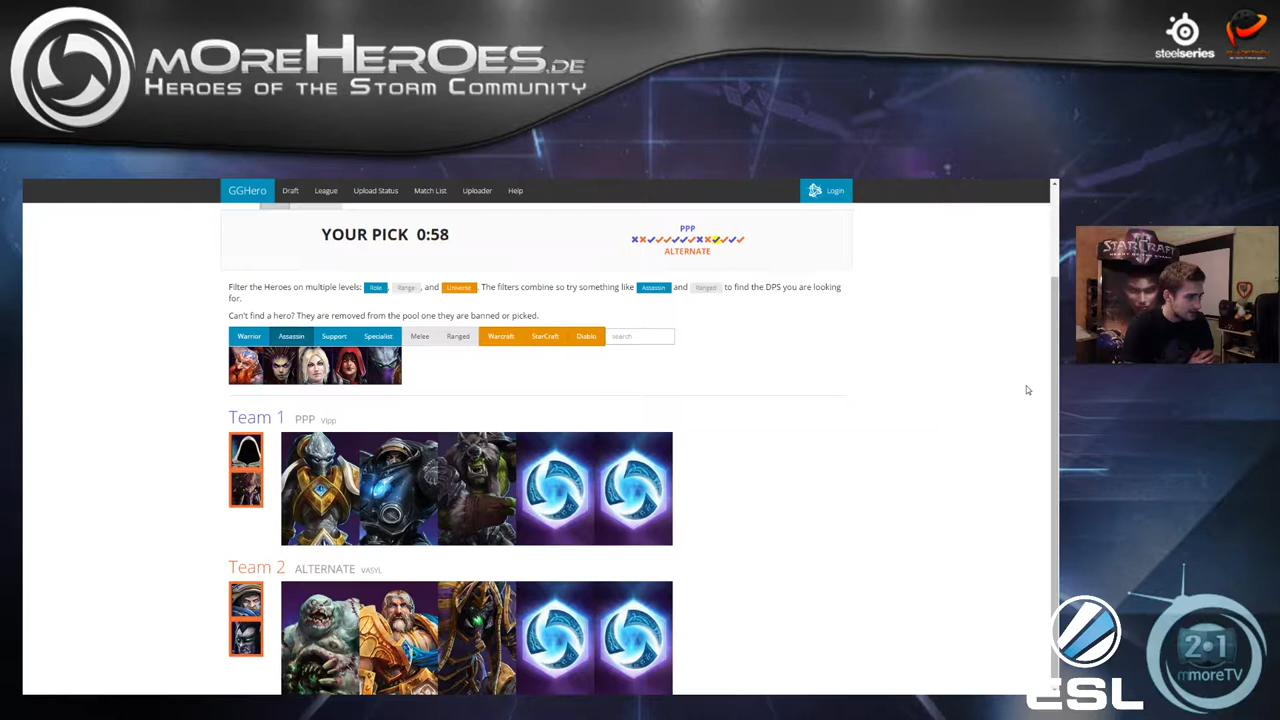 MOREHEROES.DE
HEROES OF THE STORM COMMUNITY
steelseries
GGHero Draft League Upload Status Match List Uploader Help Login
YOUR PICK 0:58
PPP
ALTERNATE
Filter the Heroes on multiple levels: Role, Range, and Universe. The filters combine so try something like Assassin and Ranged to find the DPS you are looking
for.
Can't find a hero? They are removed from the pool one they are banned or picked.
Warrior Assassin Support Specialist Melee Ranged Warcraft StarCraft Diablo search
Team 1 PPP Vipp
Team 2 ALTERNATE VASYL
STARCRAFT
ESL
2·1
mmoreTV